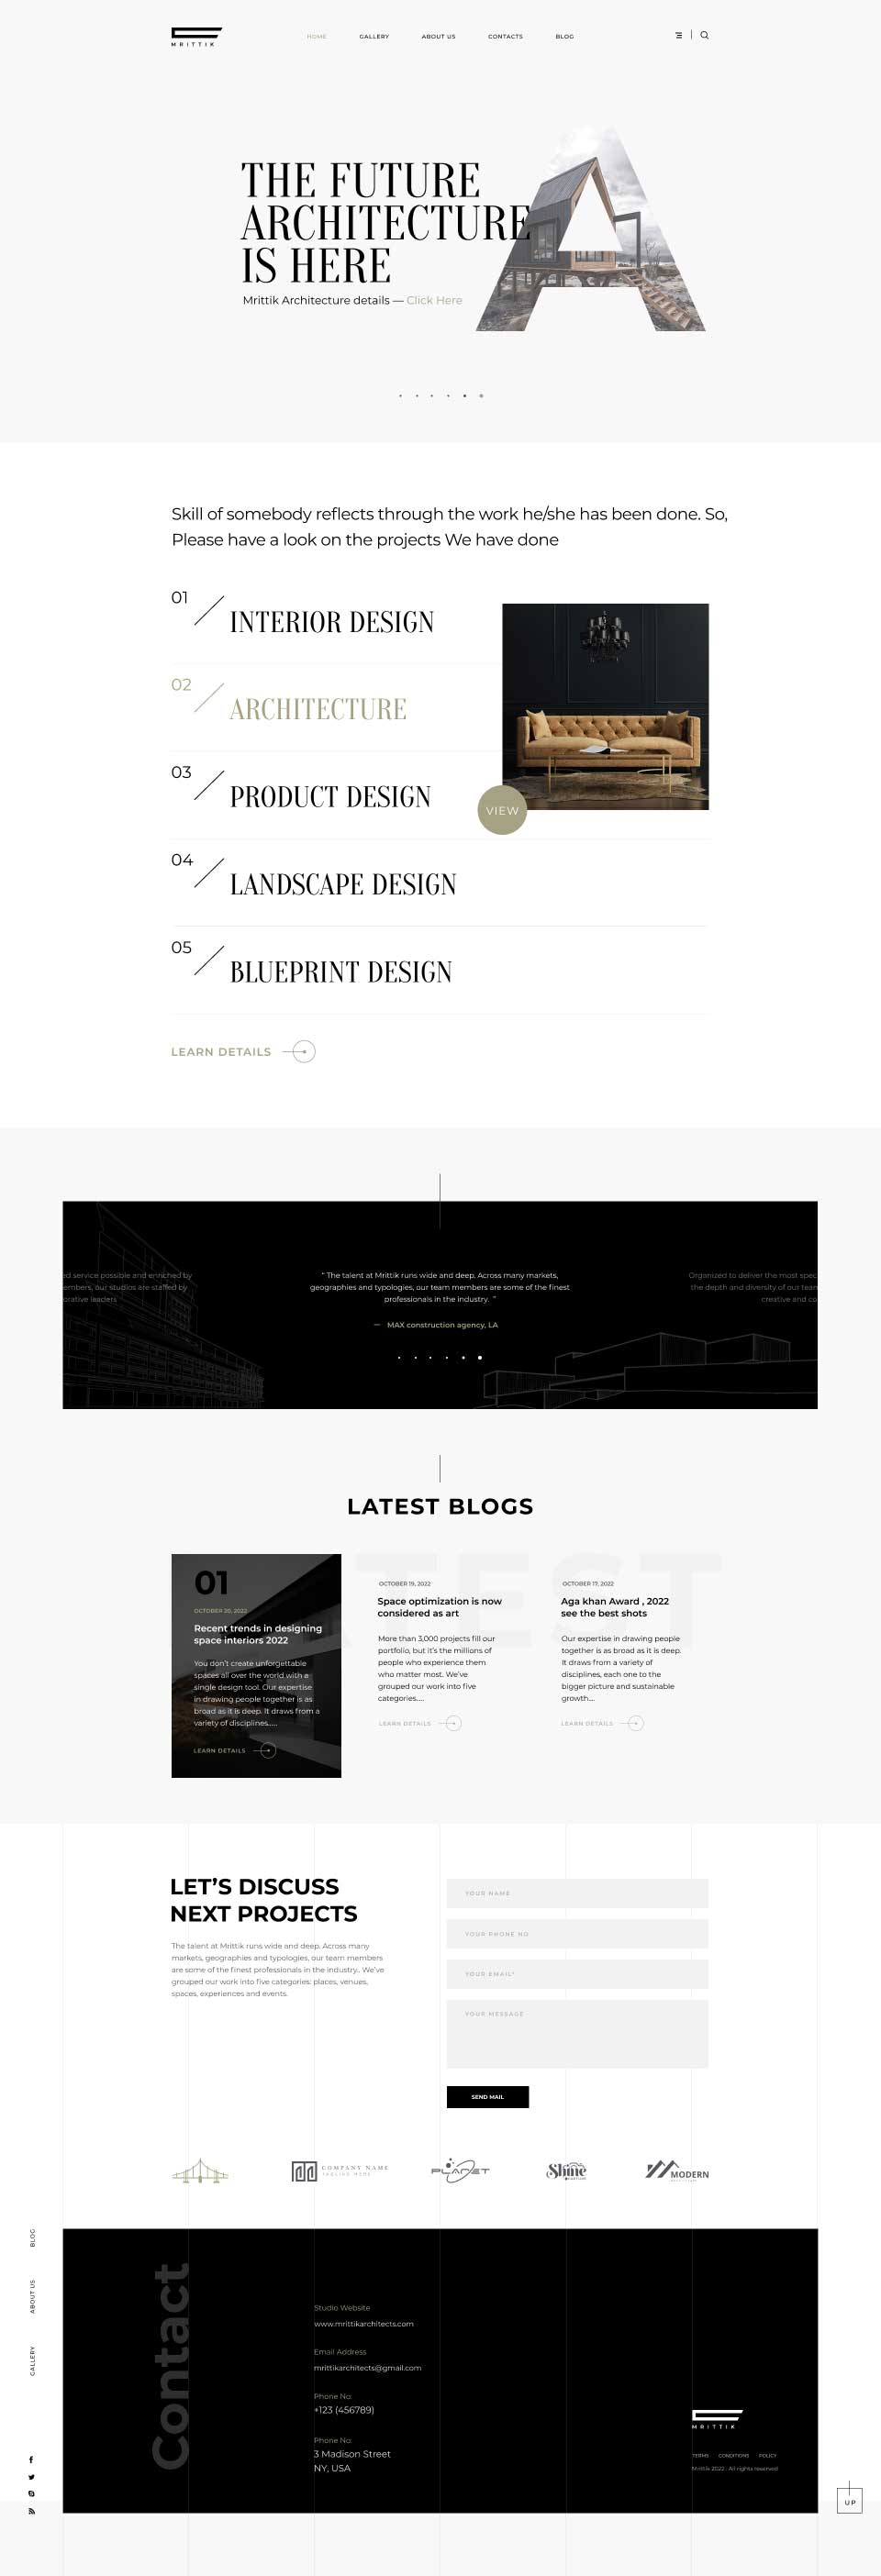 MRITTIK
HOME GALLERY ABOUT US CONTACTS BLOG
THE FUTURE
ARCHITECTURE
IS HERE
Mrittik Architecture details — Click Here
Skill of somebody reflects through the work he/she has been done. So,
Please have a look on the projects We have done
01
INTERIOR DESIGN
02
ARCHITECTURE
03
PRODUCT DESIGN
VIEW
04
LANDSCAPE DESIGN
05
BLUEPRINT DESIGN
LEARN DETAILS
ed service possible and enriched by
embers, our studios are staffed by
orative leaders
“ The talent at Mrittik runs wide and deep. Across many markets,
geographies and typologies, our team members are some of the finest
professionals in the industry. ”
— MAX construction agency, LA
Organized to deliver the most spec
the depth and diversity of our team
creative and co
LATEST BLOGS
TEST
01
OCTOBER 20, 2022
Recent trends in designing
space interiors 2022
You don’t create unforgettable
spaces all over the world with a
single design tool. Our expertise
in drawing people together is as
broad as it is deep. It draws from a
variety of disciplines.....
LEARN DETAILS
OCTOBER 19, 2022
Space optimization is now
considered as art
More than 3,000 projects fill our
portfolio, but it’s the millions of
people who experience them
who matter most. We’ve
grouped our work into five
categories....
LEARN DETAILS
OCTOBER 17, 2022
Aga khan Award , 2022
see the best shots
Our expertise in drawing people
together is as broad as it is deep.
It draws from a variety of
disciplines, each one to the
bigger picture and sustainable
growth....
LEARN DETAILS
LET’S DISCUSS
NEXT PROJECTS
The talent at Mrittik runs wide and deep. Across many
markets, geographies and typologies, our team members
are some of the finest professionals in the industry.. We’ve
grouped our work into five categories: places, venues,
spaces, experiences and events.
YOUR NAME
YOUR PHONE NO
YOUR EMAIL*
YOUR MESSAGE
SEND MAIL
COMPANY NAME
TAGLINE HERE
PLANET
Shine
MODERN
BLOG
ABOUT US
GALLERY
Contact
Studio Website
www.mrittikarchitects.com
Email Address
mrittikarchitects@gmail.com
Phone No:
+123 (456789)
Phone No:
3 Madison Street
NY, USA
MRITTIK
TERMS CONDITIONS POLICY
Mrittik 2022 . All rights reserved
UP